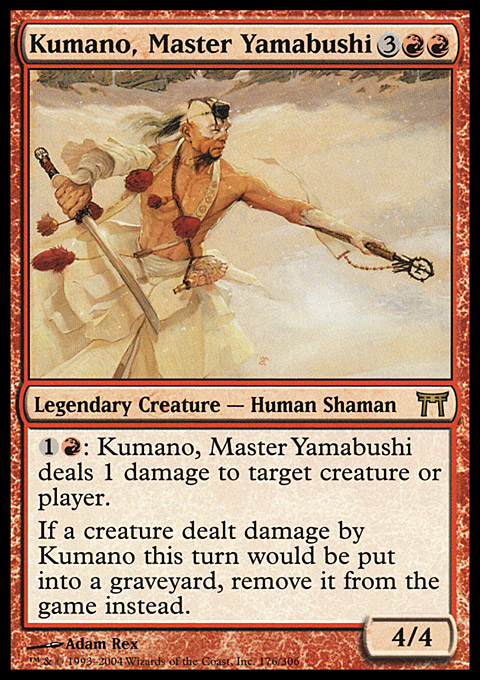 Kumano, Master Yamabushi 3
Legendary Creature — Human Shaman
1 : Kumano, Master Yamabushi
deals 1 damage to target creature or
player.
If a creature dealt damage by
Kumano this turn would be put
into a graveyard, remove it from the
game instead.
Adam Rex
4/4
™ & © 1993–2004 Wizards of the Coast, Inc. 176/306